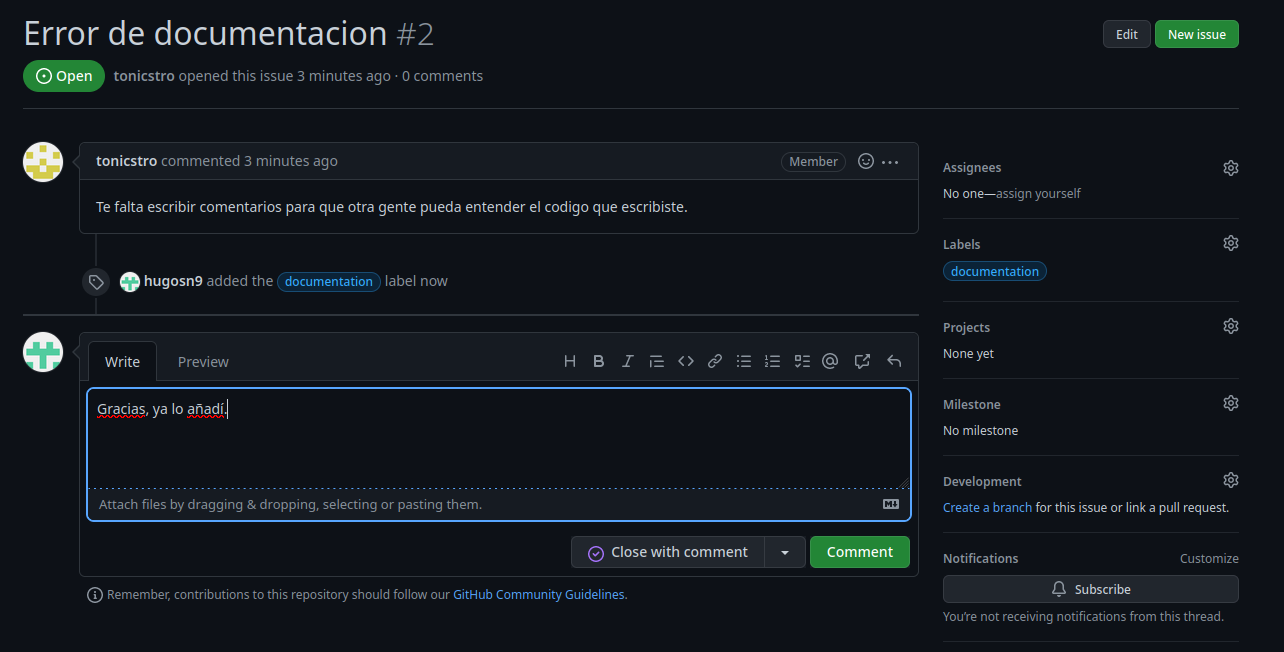 Error de documentacion #2
Edit
New issue
Open
tonicstro opened this issue 3 minutes ago · 0 comments
tonicstro commented 3 minutes ago
Member
Te falta escribir comentarios para que otra gente pueda entender el codigo que escribiste.
hugosn9 added the documentation label now
Write
Preview
Gracias, ya lo añadí.
Attach files by dragging & dropping, selecting or pasting them.
Close with comment
Comment
Remember, contributions to this repository should follow our GitHub Community Guidelines.
Assignees
No one—assign yourself
Labels
documentation
Projects
None yet
Milestone
No milestone
Development
Create a branch for this issue or link a pull request.
Notifications
Customize
Subscribe
You're not receiving notifications from this thread.